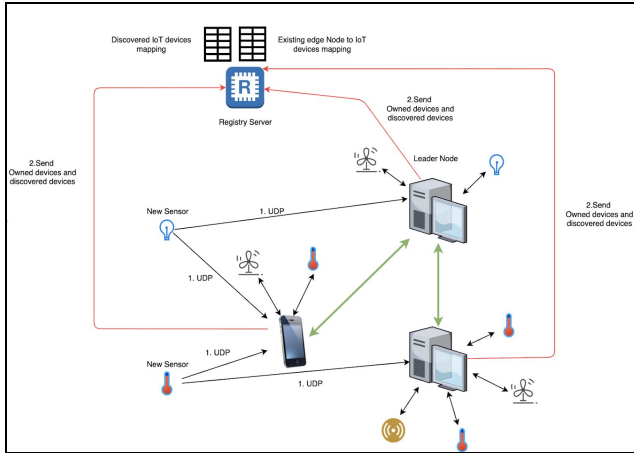 Discovered IoT devices
mapping
Existing edge Node to IoT
devices mapping
R
Registry Server
2.Send
Owned devices and
discovered devices
Leader Node
2.Send
Owned devices and
discovered devices
2.Send
Owned devices and
discovered devices
New Sensor
1. UDP
1. UDP
New Sensor
1. UDP
1. UDP